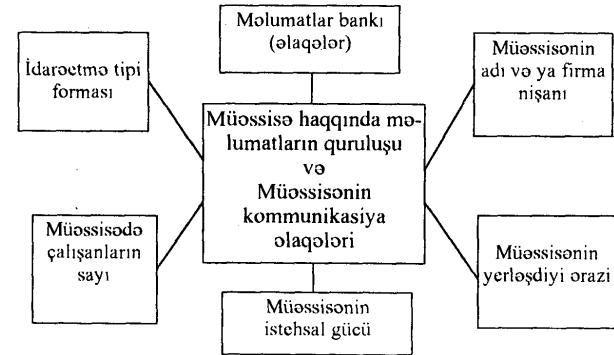 Məlumatlar bankı
(əlaqələr)
İdarəetmə tipi
forması
Müəssisənin
adı və ya firma
nişanı
Müəssisə haqqında mə-
lumatların quruluşu
və
Müəssisənin
kommunikasiya
əlaqələri
Müəssisədə
çalışanların
sayı
Müəssisənin
yerləşdiyi ərazi
Müəssisənin
istehsal gücü